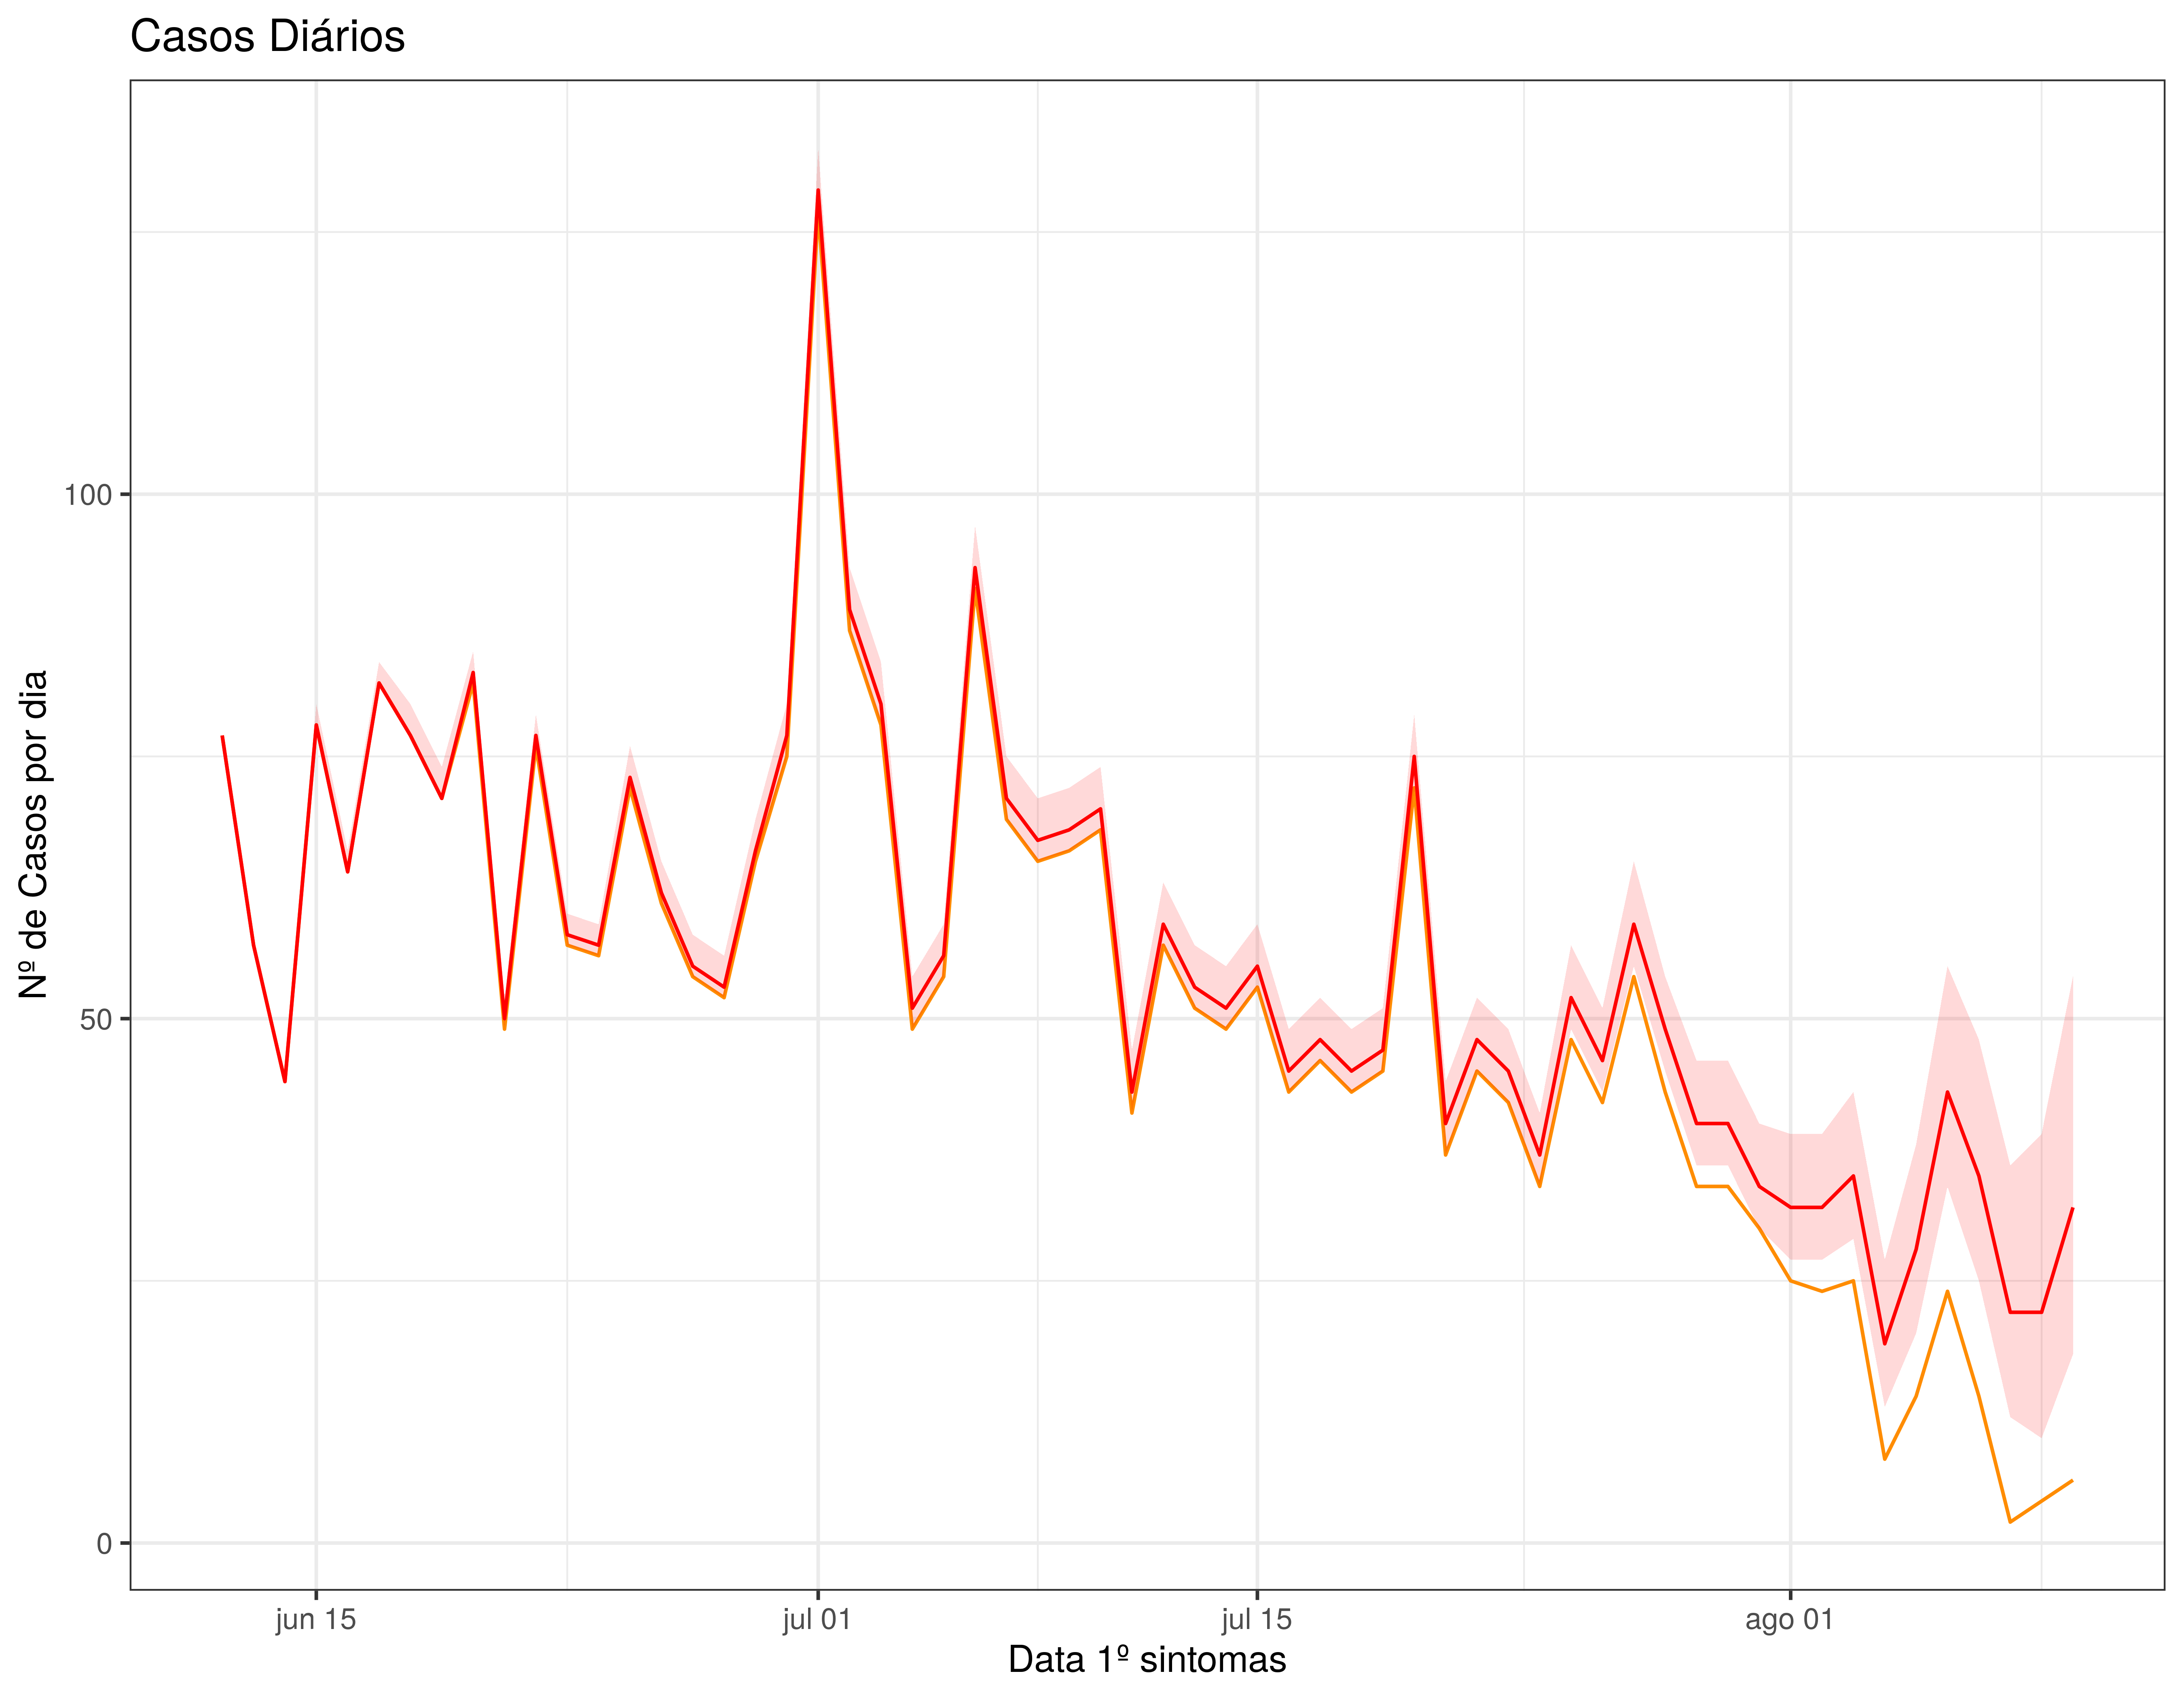 Casos Diários
Nº de Casos por dia
100
50
0
jun 15
jul 01
jul 15
ago 01
Data 1º sintomas